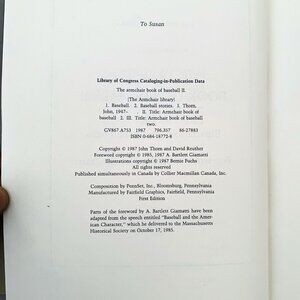 To Susan
Library of Congress Cataloging-in-Publication Data
The armchair book of baseball II.
(The Armchair library)
1. Baseball. 2. Baseball stories. I. Thorn,
John, 1947- . II. Title: Armchair book of
baseball 2. III. Title: Armchair book of baseball
two.
GV867.A753 1987 796.357 86-27883
ISBN 0-684-18772-8
Copyright © 1987 John Thorn and David Reuther
Foreword copyright © 1985, 1987 A. Bartlett Giamatti
Illustrations copyright © 1987 Bernie Fuchs
All rights reserved
Published simultaneously in Canada by Collier Macmillan Canada, Inc.
Composition by PennSet, Inc., Bloomsburg, Pennsylvania
Manufactured by Fairfield Graphics, Fairfield, Pennsylvania
First Edition
Parts of the foreword by A. Bartlett Giamatti have been
adapted from the speech entitled "Baseball and the Amer-
ican Character," which he delivered to the Massachusetts
Historical Society on October 17, 1985.